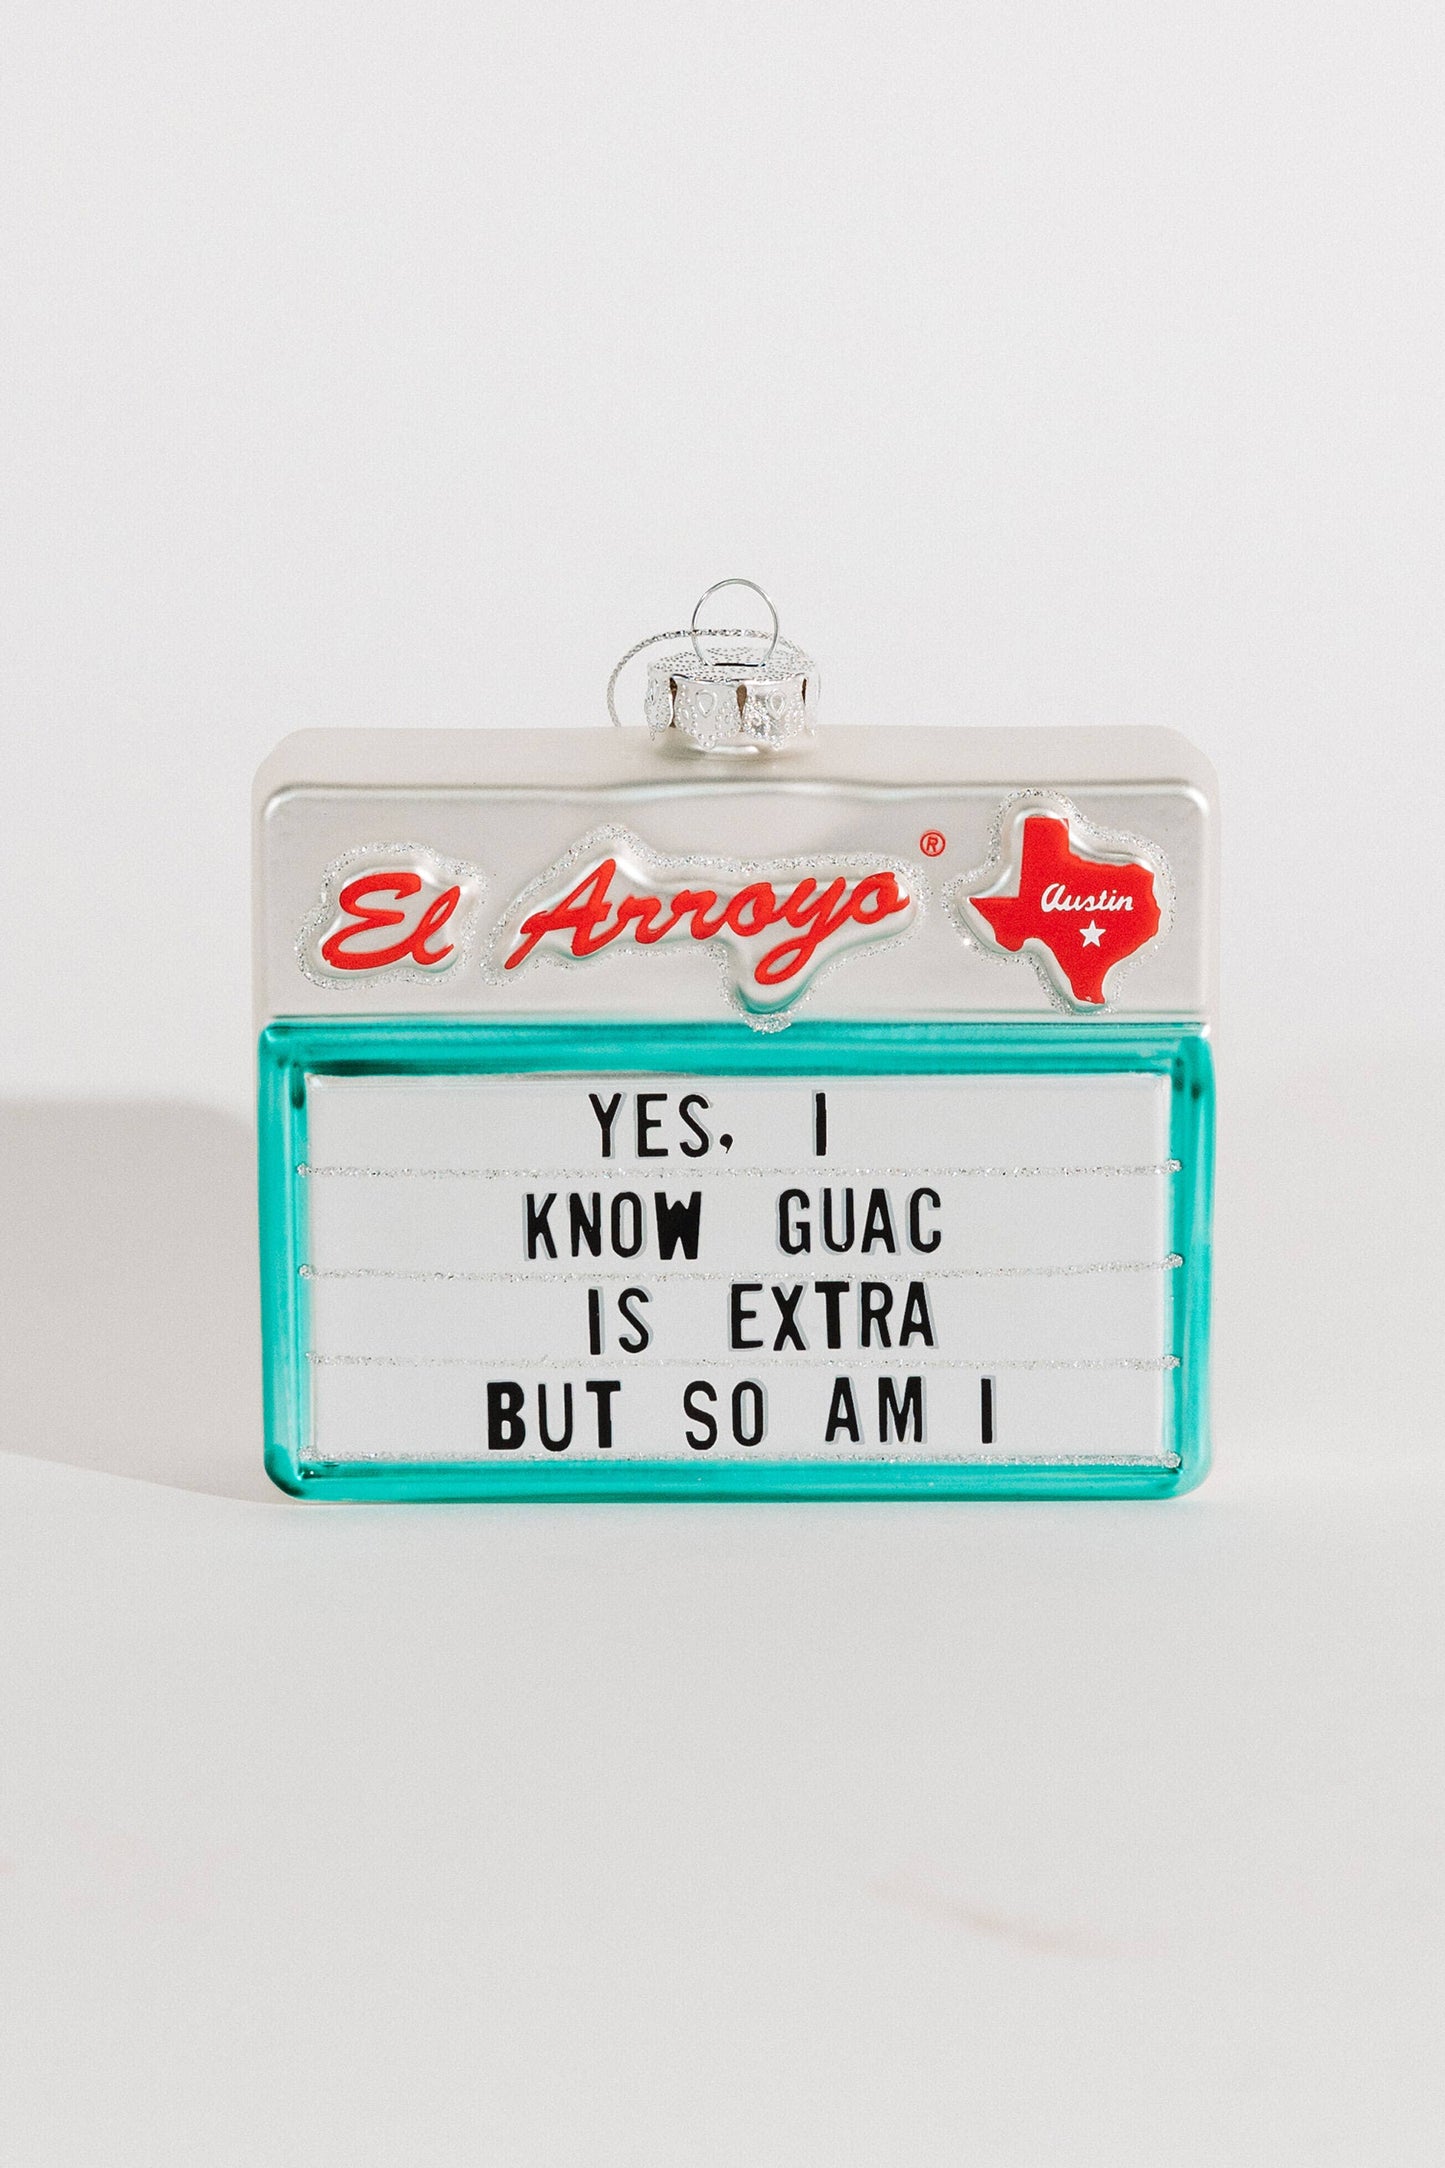 El Arroyo®
Austin
YES, I
KNOW GUAC
IS EXTRA
BUT SO AM I